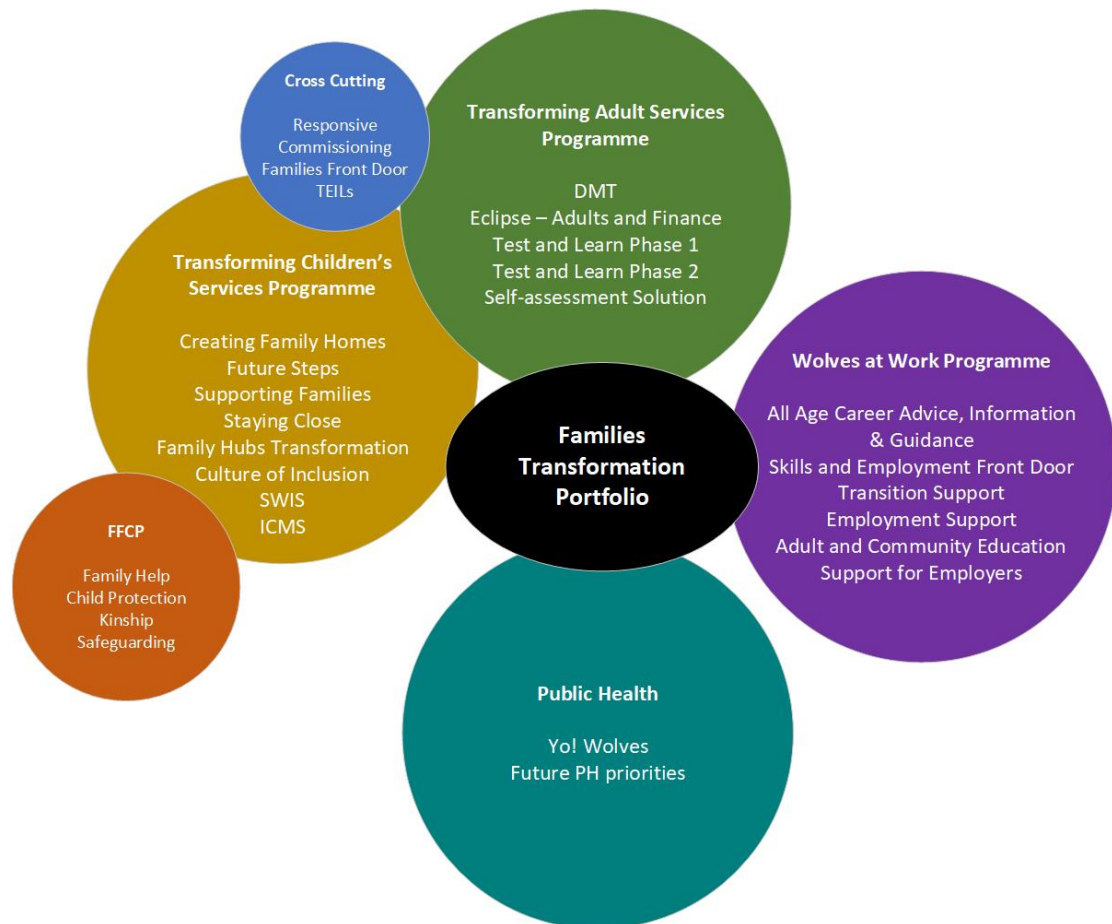 Cross Cutting
Responsive
Commissioning
Families Front Door
TEILs
Transforming Adult Services
Programme
DMT
Eclipse – Adults and Finance
Test and Learn Phase 1
Test and Learn Phase 2
Self-assessment Solution
Transforming Children's
Services Programme
Creating Family Homes
Future Steps
Supporting Families
Staying Close
Family Hubs Transformation
Culture of Inclusion
SWIS
ICMS
Wolves at Work Programme
All Age Career Advice, Information
& Guidance
Skills and Employment Front Door
Transition Support
Employment Support
Adult and Community Education
Support for Employers
Families
Transformation
Portfolio
FFCP
Family Help
Child Protection
Kinship
Safeguarding
Public Health
Yo! Wolves
Future PH priorities